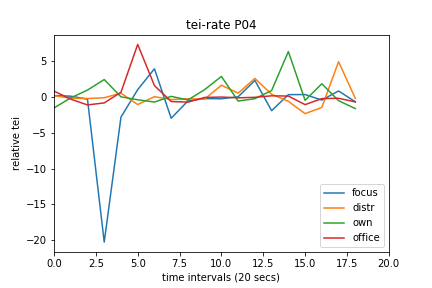 tei-rate P04
relative tei
5
0
−5
−10
−15
−20
0.0 2.5 5.0 7.5 10.0 12.5 15.0 17.5 20.0
time intervals (20 secs)
focus
distr
own
office